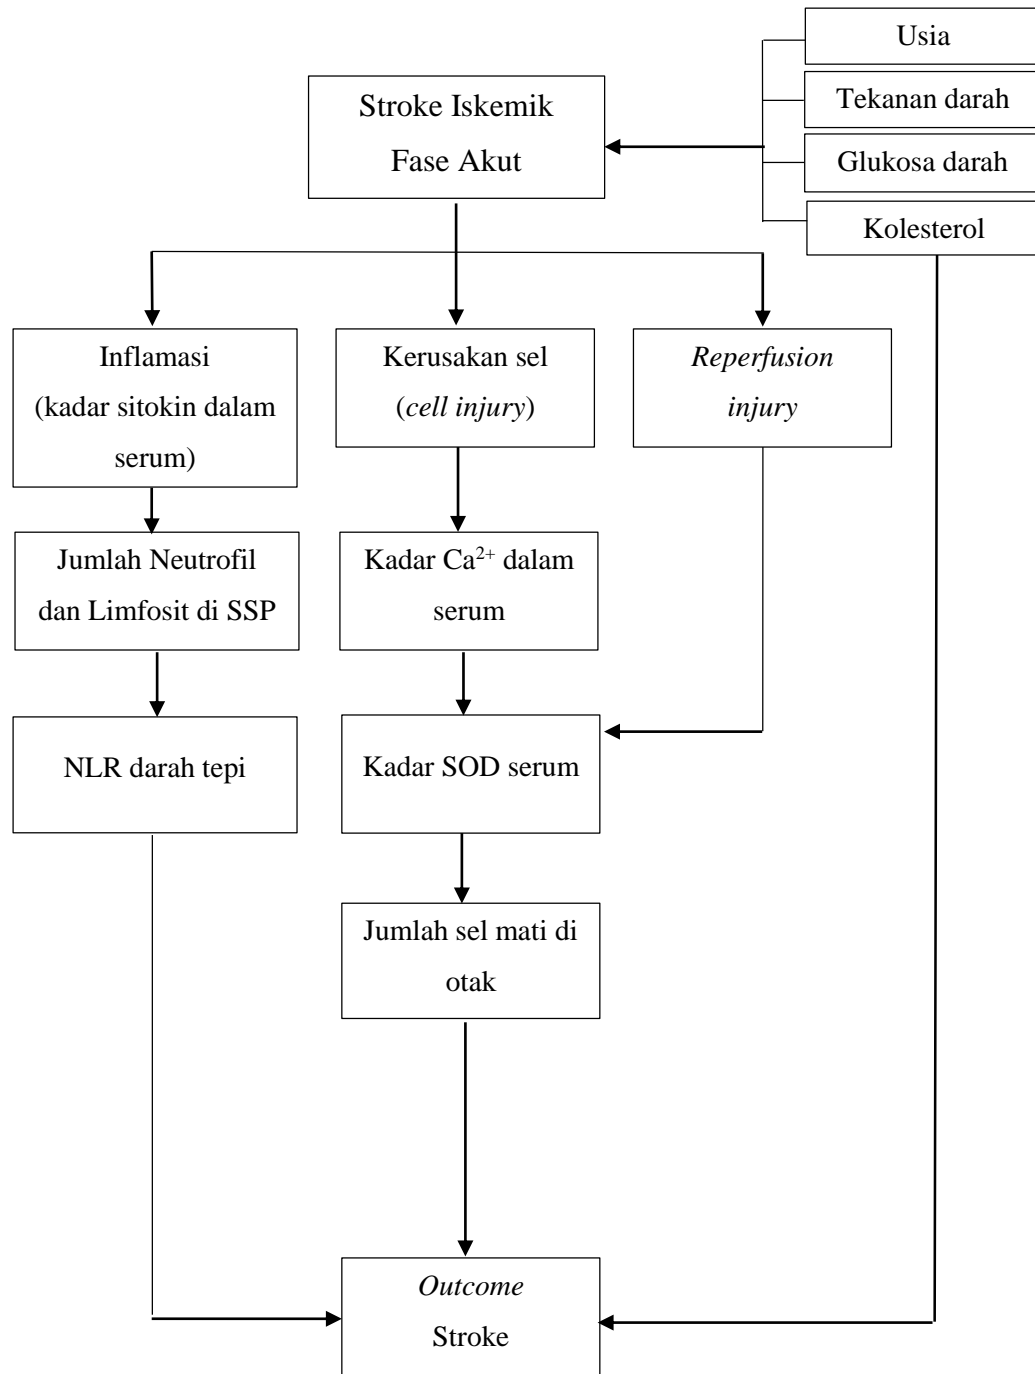 Usia
Tekanan darah
Glukosa darah
Kolesterol
Stroke Iskemik
Fase Akut
Inflamasi
(kadar sitokin dalam
serum)
Kerusakan sel
(cell injury)
Reperfusion
injury
Jumlah Neutrofil
dan Limfosit di SSP
Kadar Ca²⁺ dalam
serum
NLR darah tepi
Kadar SOD serum
Jumlah sel mati di
otak
Outcome
Stroke